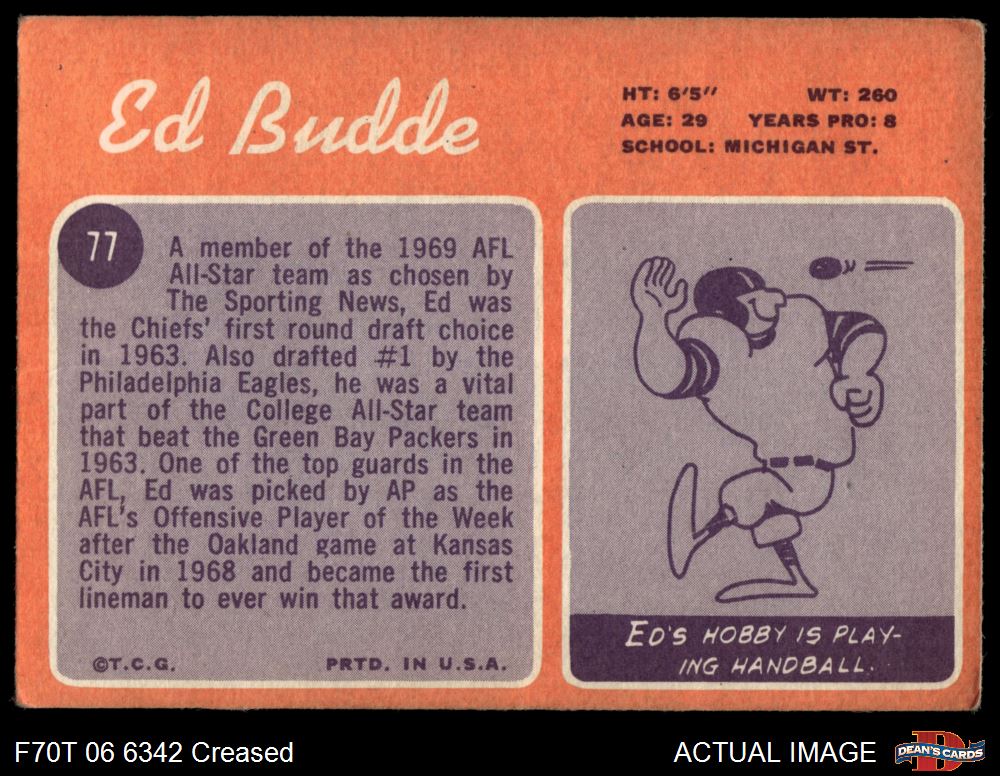 Ed Budde
HT: 6'5" WT: 260
AGE: 29 YEARS PRO: 8
SCHOOL: MICHIGAN ST.
77
A member of the 1969 AFL
All-Star team as chosen by
The Sporting News, Ed was
the Chiefs' first round draft choice
in 1963. Also drafted #1 by the
Philadelphia Eagles, he was a vital
part of the College All-Star team
that beat the Green Bay Packers in
1963. One of the top guards in the
AFL, Ed was picked by AP as the
AFL's Offensive Player of the Week
after the Oakland game at Kansas
City in 1968 and became the first
lineman to ever win that award.
©T.C.G. PRTD. IN U.S.A.
ED'S HOBBY IS PLAY-
ING HANDBALL.
F70T 06 6342 Creased
ACTUAL IMAGE
D
DEAN'S CARDS